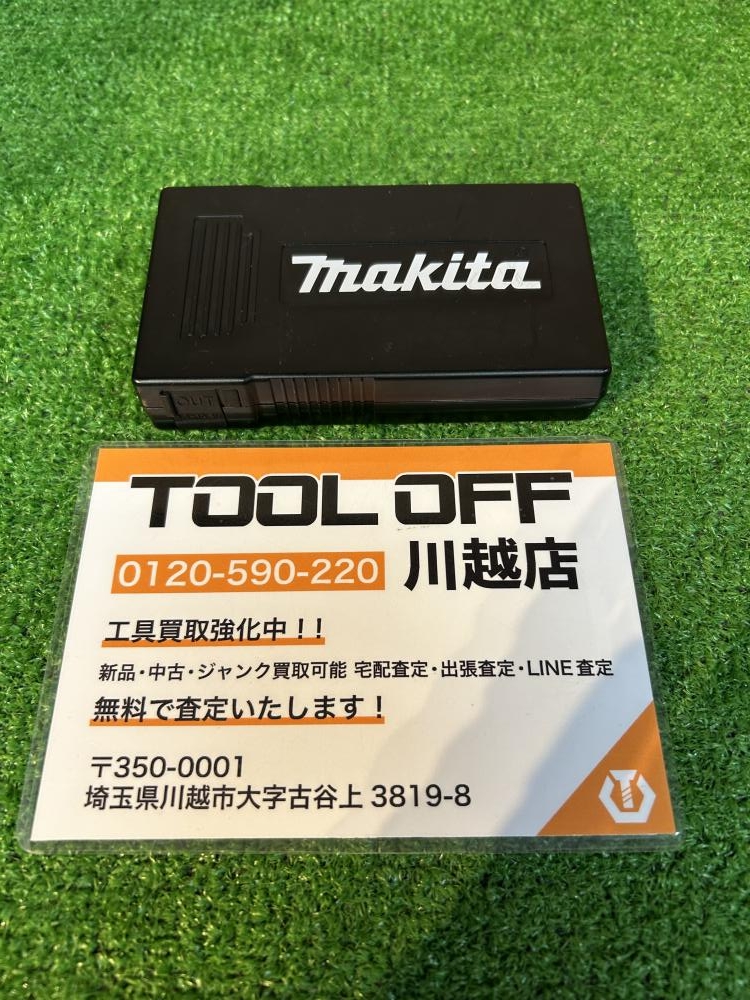 makita
OUT
TOOL OFF
0120-590-220 川越店
工具買取強化中！！
新品・中古・ジャンク買取可能 宅配査定・出張査定・LINE査定
無料で査定いたします！
〒350-0001
埼玉県川越市大字古谷上 3819-8